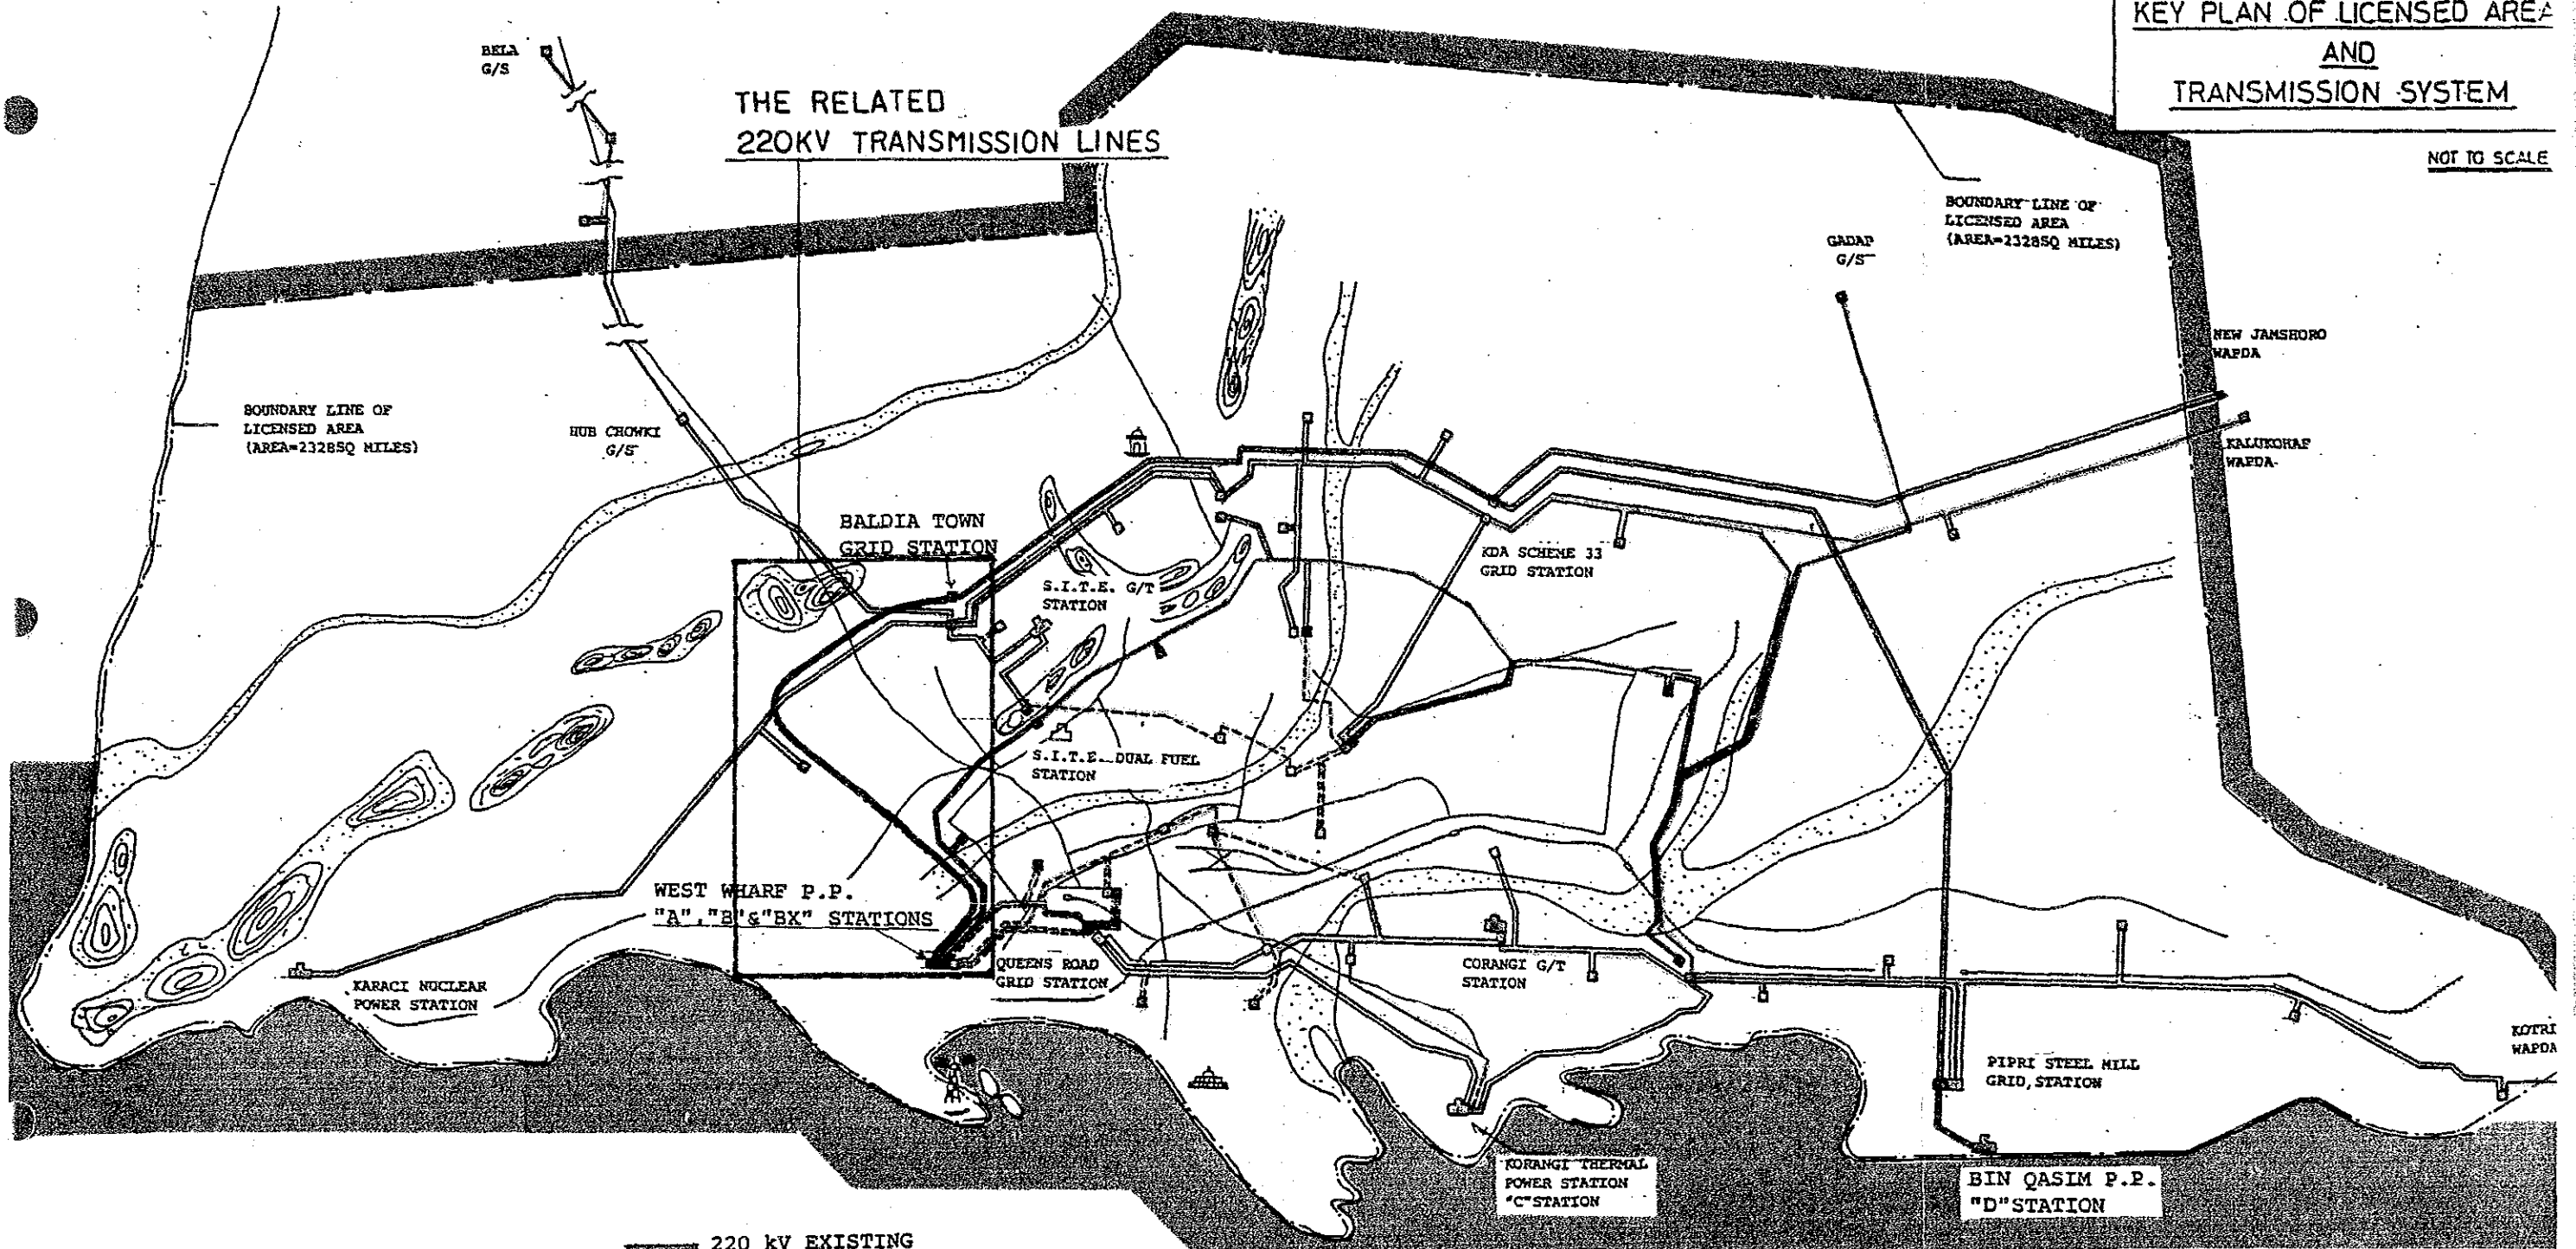 KEY PLAN OF LICENSED AREA
AND
TRANSMISSION SYSTEM
NOT TO SCALE
BELA
G/S
THE RELATED
220KV TRANSMISSION LINES
BOUNDARY LINE OF
LICENSED AREA
(AREA=2328SQ MILES)
GADAP
G/S
NEW JAMSHORO
WAPDA
KALUKOHAF
WAPDA
BOUNDARY LINE OF
LICENSED AREA
(AREA=2328SQ MILES)
HUB CHOWKI
G/S
BALDIA TOWN
GRID STATION
KDA SCHEME 33
GRID STATION
S.I.T.E. G/T
STATION
S.I.T.E. DUAL FUEL
STATION
WEST WHARF P.P.
"A","B"&"BX" STATIONS
QUEENS ROAD
GRID STATION
CORANGI G/T
STATION
KARACI NUCLEAR
POWER STATION
KOTRI
WAPDA
PIPRI STEEL MILL
GRID, STATION
KORANGI THERMAL
POWER STATION
"C"STATION
BIN QASIM P.P.
"D"STATION
220 kV EXISTING